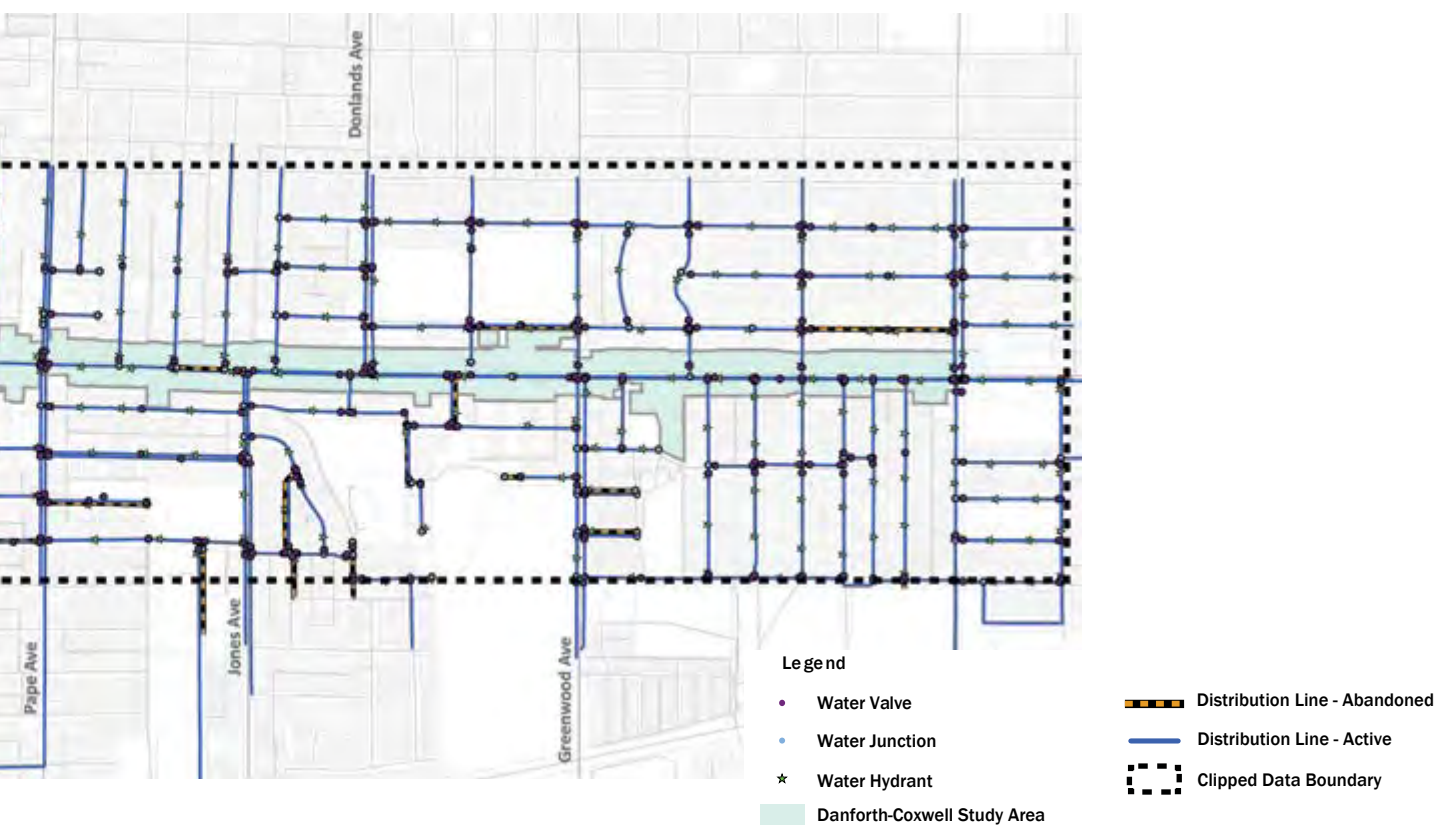 Donlands Ave
Pape Ave
Jones Ave
Greenwood Ave
Legend
Water Valve
Water Junction
Water Hydrant
Danforth-Coxwell Study Area
Distribution Line - Abandoned
Distribution Line - Active
Clipped Data Boundary